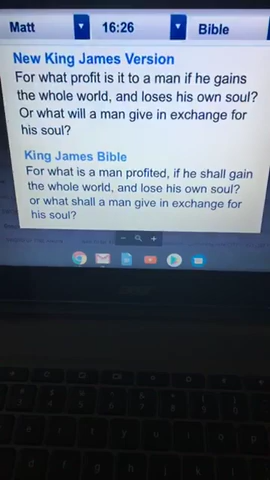 Matt 16:26 Bible
New King James Version
For what profit is it to a man if he gains
the whole world, and loses his own soul?
Or what will a man give in exchange for
his soul?
King James Bible
For what is a man profited, if he shall gain
the whole world, and lose his own soul?
or what shall a man give in exchange for
his soul?